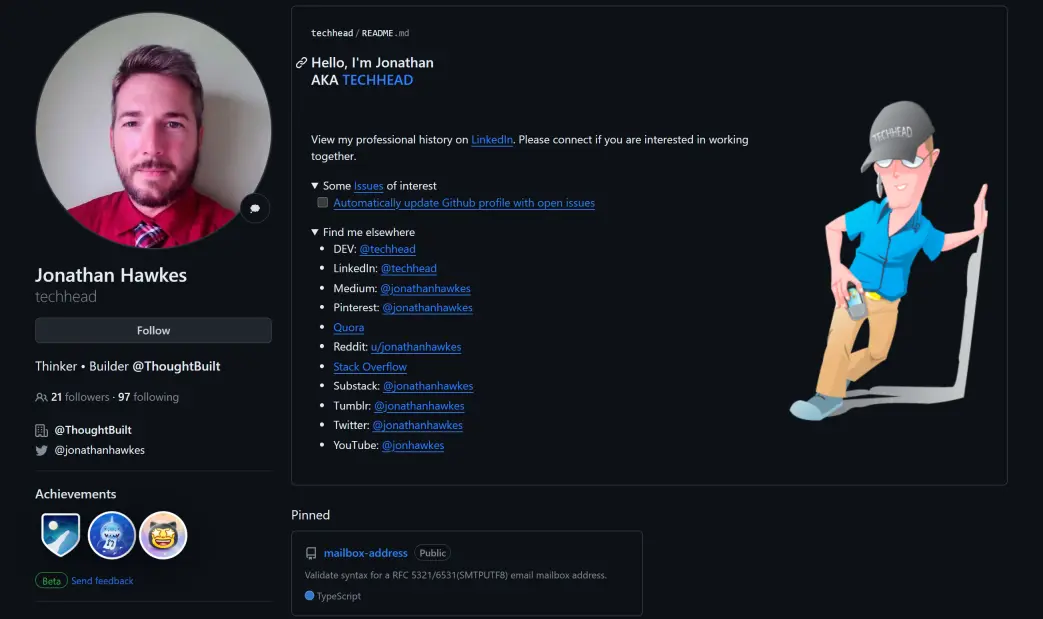 Jonathan Hawkes
techhead
Follow
Thinker • Builder @ThoughtBuilt
21 followers · 97 following
@ThoughtBuilt
@jonathanhawkes
Achievements
Beta Send feedback
techhead / README.md
Hello, I'm Jonathan
AKA TECHHEAD
View my professional history on LinkedIn. Please connect if you are interested in working
together.
▼ Some Issues of interest
Automatically update Github profile with open issues
▼ Find me elsewhere
• DEV: @techhead
• LinkedIn: @techhead
• Medium: @jonathanhawkes
• Pinterest: @jonathanhawkes
• Quora
• Reddit: u/jonathanhawkes
• Stack Overflow
• Substack: @jonathanhawkes
• Tumblr: @jonathanhawkes
• Twitter: @jonathanhawkes
• YouTube: @jonhawkes
TECHHEAD
Pinned
mailbox-address Public
Validate syntax for a RFC 5321/6531(SMTPUTF8) email mailbox address.
TypeScript